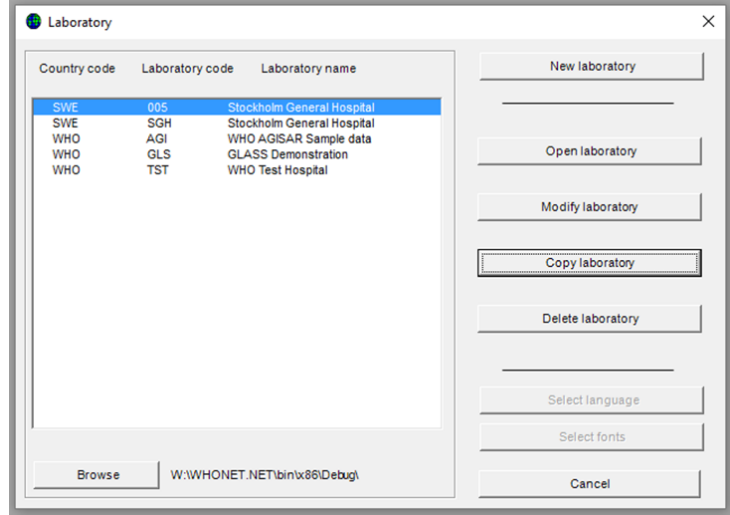 Laboratory
Country code Laboratory code Laboratory name
SWE 005 Stockholm General Hospital
SWE SGH Stockholm General Hospital
WHO AGI WHO AGISAR Sample data
WHO GLS GLASS Demonstration
WHO TST WHO Test Hospital
Browse W:\WHONET.NET\bin\x86\Debug\
New laboratory
Open laboratory
Modify laboratory
Copy laboratory
Delete laboratory
Select language
Select fonts
Cancel